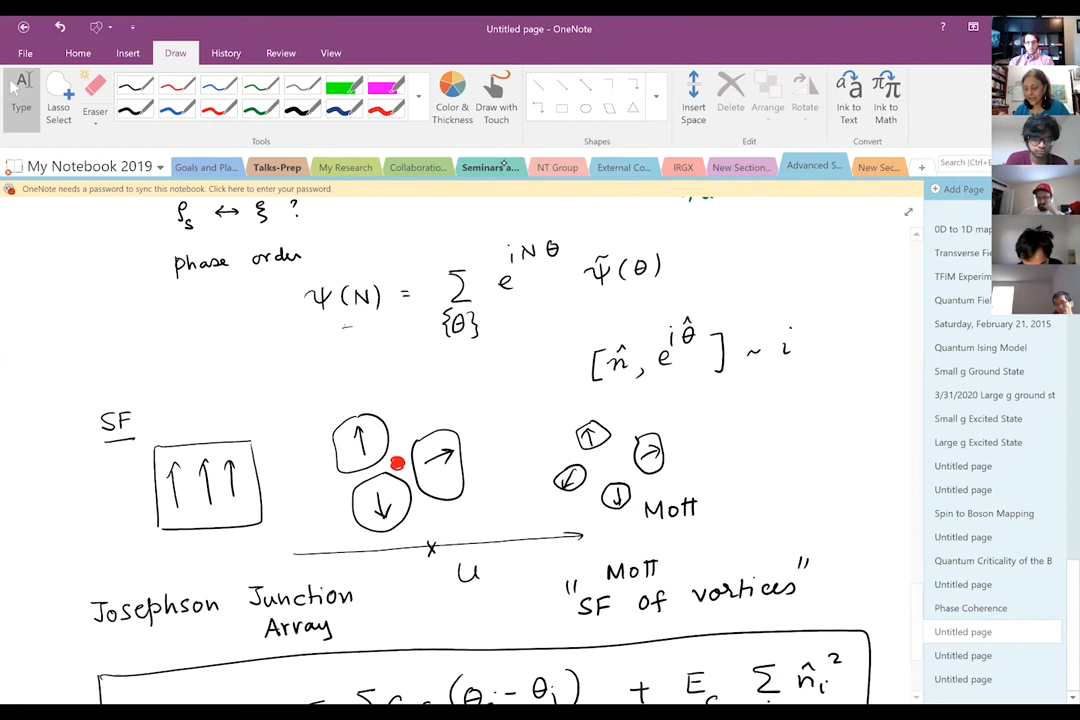 Untitled page - OneNote
?
File Home Insert Draw History Review View
Type
Lasso Select
Eraser
Color & Thickness
Draw with Touch
Insert Space
Delete
Arrange
Rotate
Ink to Text
Ink to Math
Tools
Shapes
Edit
Convert
My Notebook 2019
Goals and Pla...
Talks-Prep
My Research
Collaboratio...
Seminars a...
NT Group
External Co...
IRGX
New Section...
Advanced S...
New Sec...
+
Search (Ctrl+E
OneNote needs a password to sync this notebook. Click here to enter your password.
Add Page
0D to 1D map
Transverse Fie
TFIM Experim
Quantum Fiel
Saturday, February 21, 2015
Quantum Ising Model
Small g Ground State
3/31/2020 Large g ground st
Small g Excited State
Large g Excited State
Untitled page
Untitled page
Spin to Boson Mapping
Untitled page
Quantum Criticality of the B
Untitled page
Phase Coherence
Untitled page
Untitled page
Untitled page
ρs ↔ ξ ?
phase order
ψ(N) = Σ{θ} e^{iNθ} ψ̃(θ)
[n̂, e^{iθ̂}] ~ i
SF
Mott
U
Josephson Junction
Array
Mott
"SF of vortices"
(θi - θj) + Ec Σ n̂i²